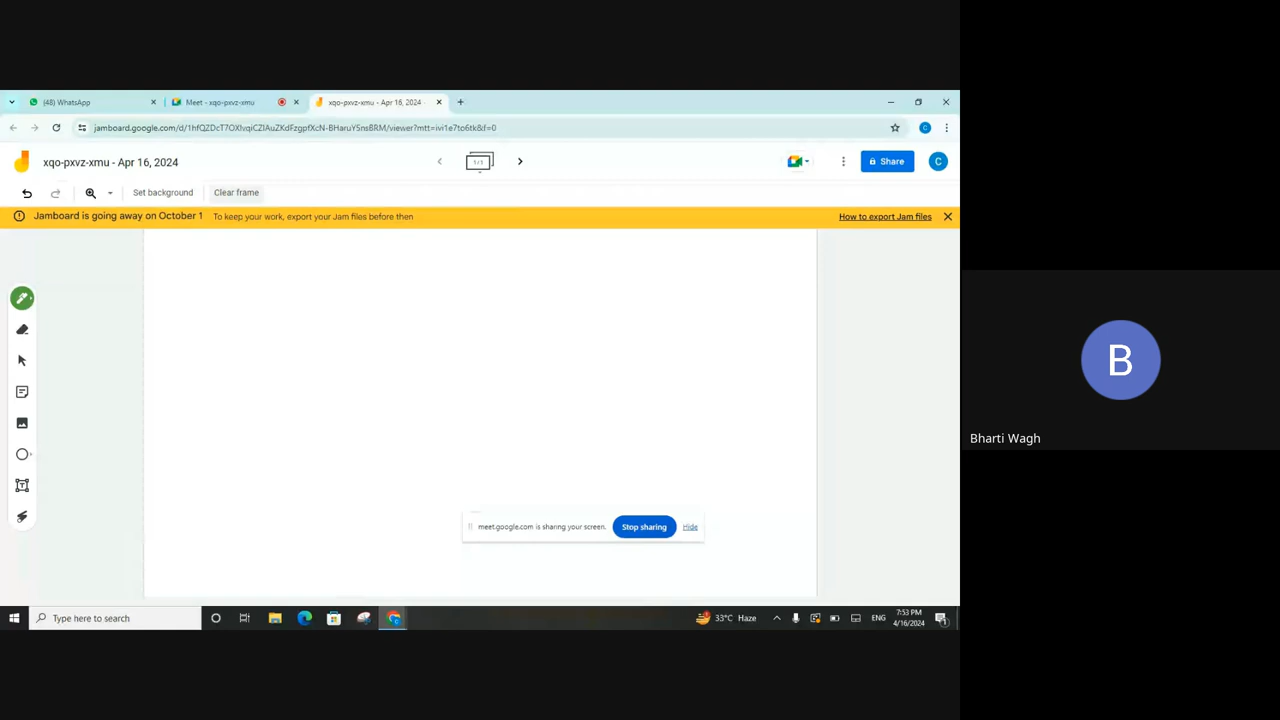 (48) WhatsApp
Meet - xqo-pxvz-xmu
xqo-pxvz-xmu - Apr 16, 2024 -
xqo-pxvz-xmu - Apr 16, 2024
1/1
Share
C
Set background
Clear frame
Jamboard is going away on October 1
To keep your work, export your Jam files before then
How to export Jam files
meet.google.com is sharing your screen.
Stop sharing
Hide
B
Bharti Wagh
Type here to search
33°C Haze
ENG
7:53 PM
4/16/2024